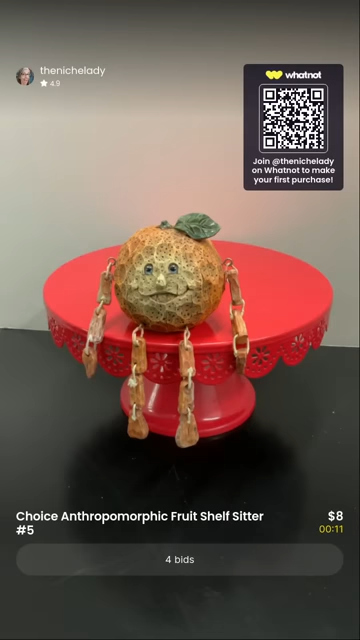 thenichelady
4.9
whatnot
Join @thenichelady
on Whatnot to make
your first purchase!
Choice Anthropomorphic Fruit Shelf Sitter
#5
$8
00:11
4 bids